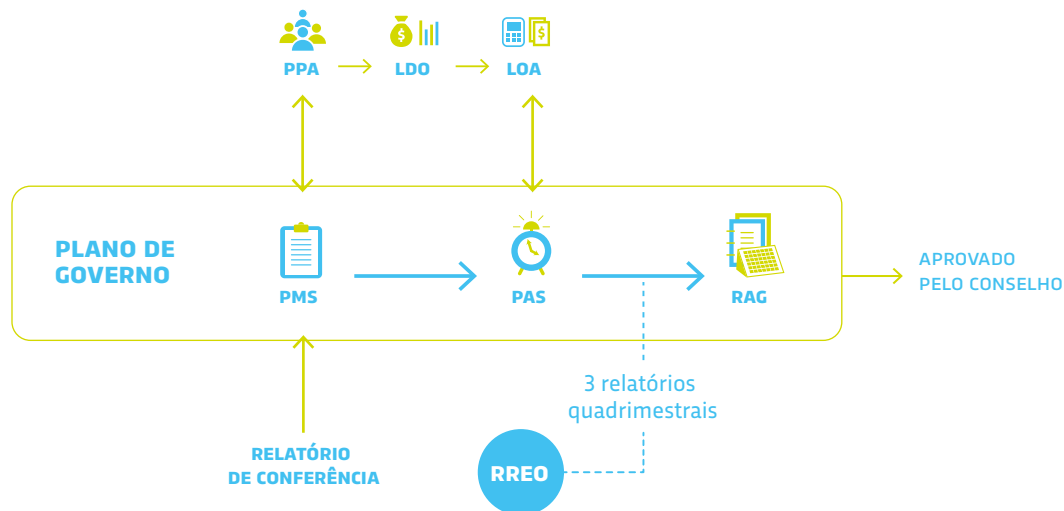 PPA
LDO
LOA
PLANO DE
GOVERNO
PMS
PAS
RAG
APROVADO
PELO CONSELHO
3 relatórios
quadrimestrais
RELATÓRIO
DE CONFERÊNCIA
RREO